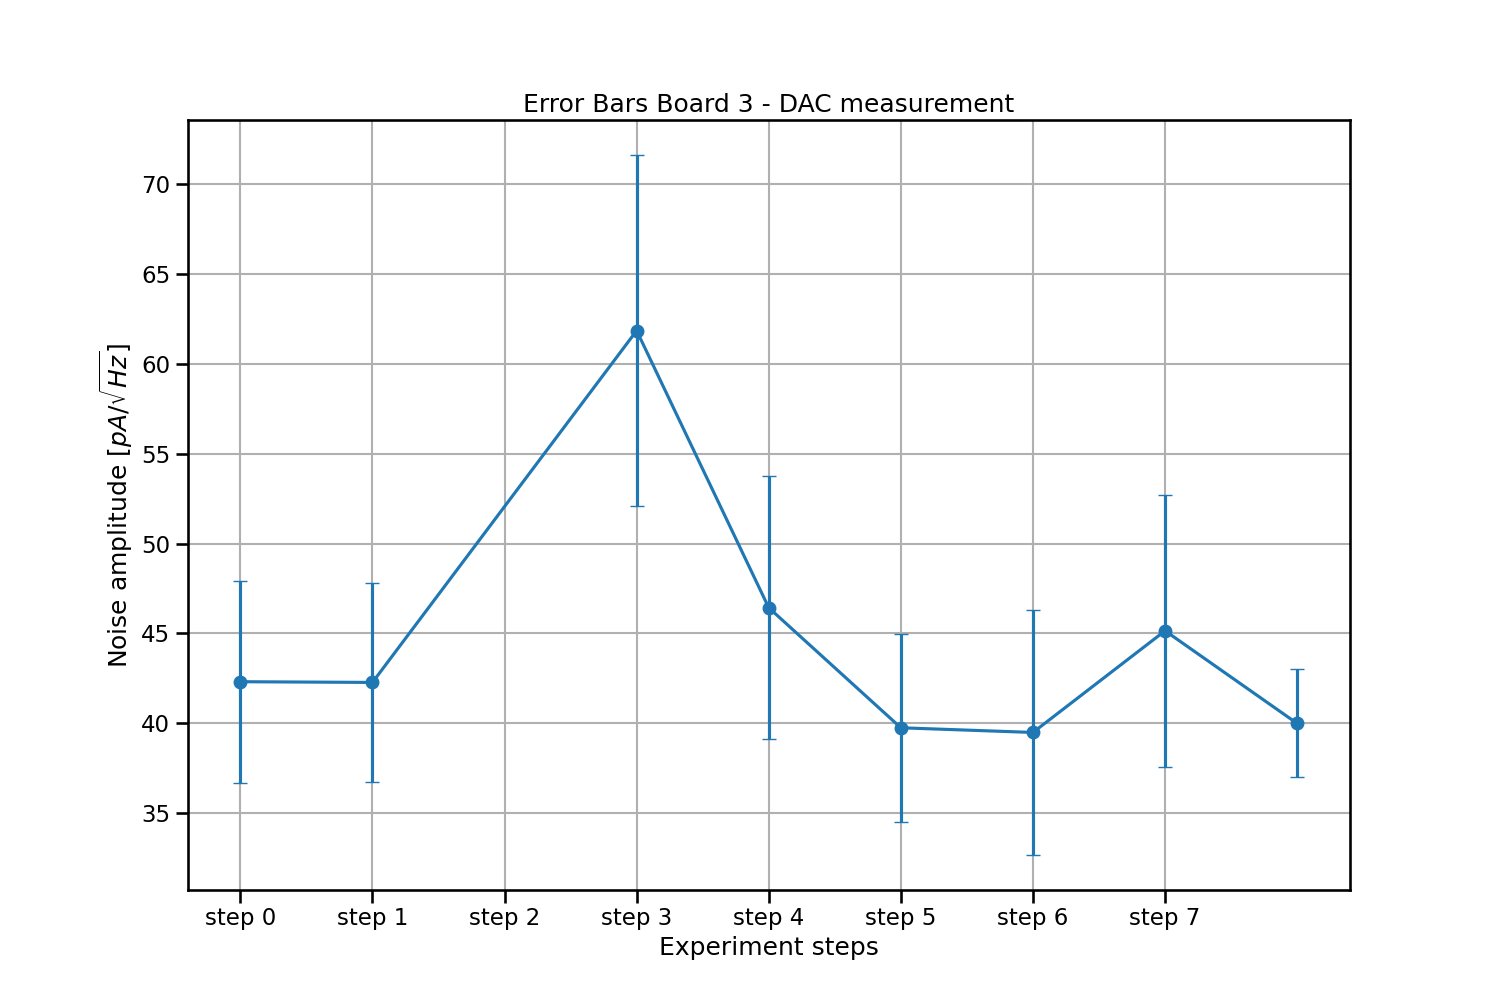 Error Bars Board 3 - DAC measurement
Noise amplitude [pA/√Hz]
70
65
60
55
50
45
40
35
step 0 step 1 step 2 step 3 step 4 step 5 step 6 step 7
Experiment steps